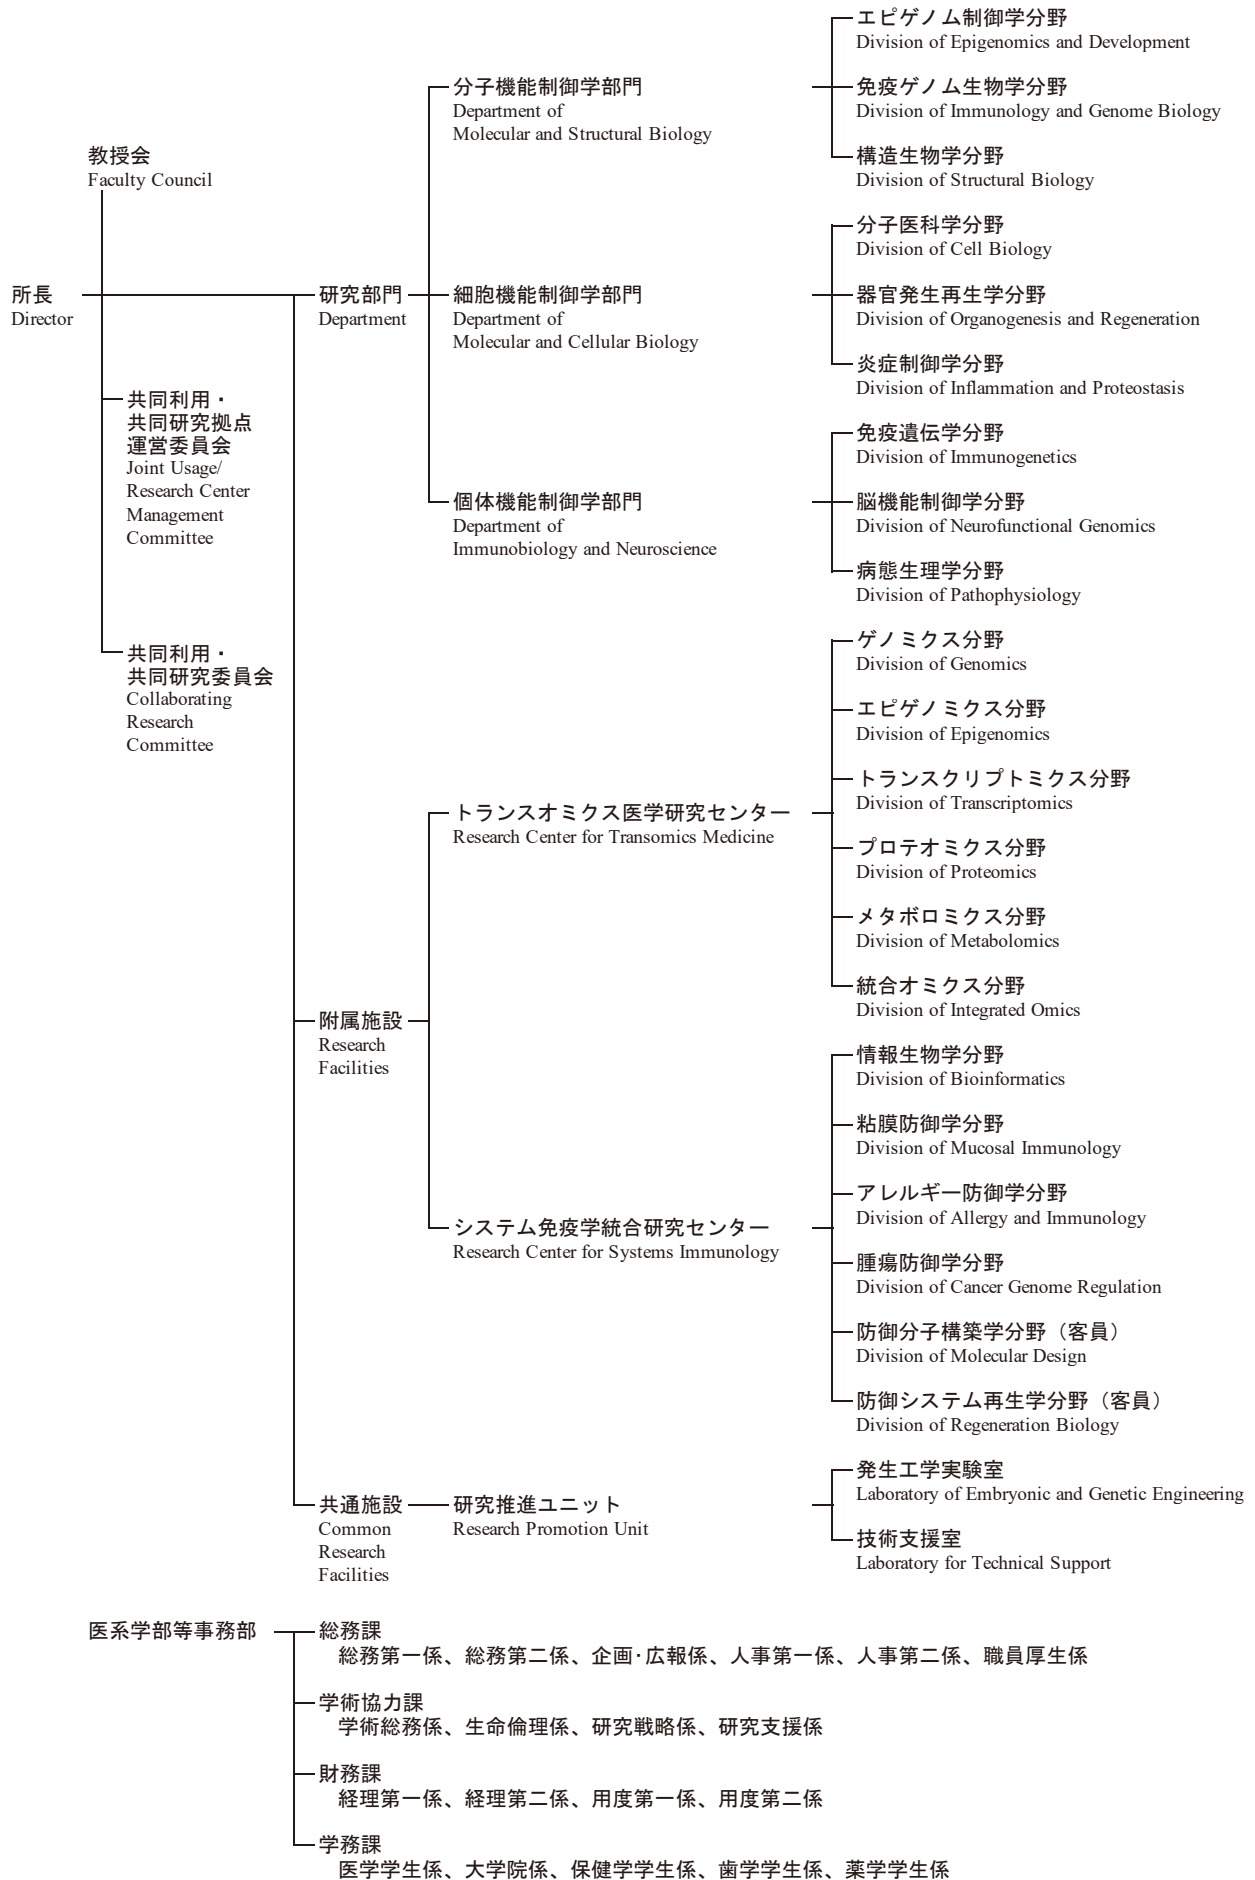 教授会
Faculty Council
所長
Director
共同利用・
共同研究拠点
運営委員会
Joint Usage/
Research Center
Management
Committee
共同利用・
共同研究委員会
Collaborating
Research
Committee
研究部門
Department
分子機能制御学部門
Department of
Molecular and Structural Biology
エピゲノム制御学分野
Division of Epigenomics and Development
免疫ゲノム生物学分野
Division of Immunology and Genome Biology
構造生物学分野
Division of Structural Biology
細胞機能制御学部門
Department of
Molecular and Cellular Biology
分子医科学分野
Division of Cell Biology
器官発生再生学分野
Division of Organogenesis and Regeneration
炎症制御学分野
Division of Inflammation and Proteostasis
個体機能制御学部門
Department of
Immunobiology and Neuroscience
免疫遺伝学分野
Division of Immunogenetics
脳機能制御学分野
Division of Neurofunctional Genomics
病態生理学分野
Division of Pathophysiology
附属施設
Research
Facilities
トランスオミクス医学研究センター
Research Center for Transomics Medicine
ゲノミクス分野
Division of Genomics
エピゲノミクス分野
Division of Epigenomics
トランスクリプトミクス分野
Division of Transcriptomics
プロテオミクス分野
Division of Proteomics
メタボロミクス分野
Division of Metabolomics
統合オミクス分野
Division of Integrated Omics
システム免疫学統合研究センター
Research Center for Systems Immunology
情報生物学分野
Division of Bioinformatics
粘膜防御学分野
Division of Mucosal Immunology
アレルギー防御学分野
Division of Allergy and Immunology
腫瘍防御学分野
Division of Cancer Genome Regulation
防御分子構築学分野（客員）
Division of Molecular Design
防御システム再生学分野（客員）
Division of Regeneration Biology
共通施設
Common
Research
Facilities
研究推進ユニット
Research Promotion Unit
発生工学実験室
Laboratory of Embryonic and Genetic Engineering
技術支援室
Laboratory for Technical Support
医系学部等事務部
総務課
総務第一係、総務第二係、企画・広報係、人事第一係、人事第二係、職員厚生係
学術協力課
学術総務係、生命倫理係、研究戦略係、研究支援係
財務課
経理第一係、経理第二係、用度第一係、用度第二係
学務課
医学学生係、大学院係、保健学学生係、歯学学生係、薬学学生係